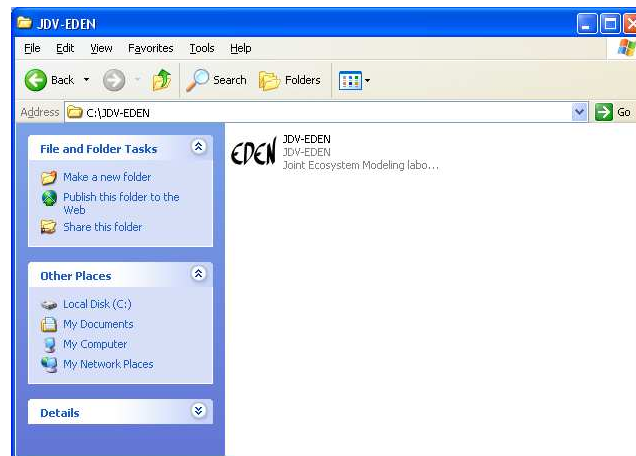 JDV-EDEN
File Edit View Favorites Tools Help
Back Search Folders
Address C:\JDV-EDEN Go
File and Folder Tasks
Make a new folder
Publish this folder to the
Web
Share this folder
Other Places
Local Disk (C:)
My Documents
My Computer
My Network Places
Details
EDEN
JDV-EDEN
JDV-EDEN
Joint Ecosystem Modeling labo...